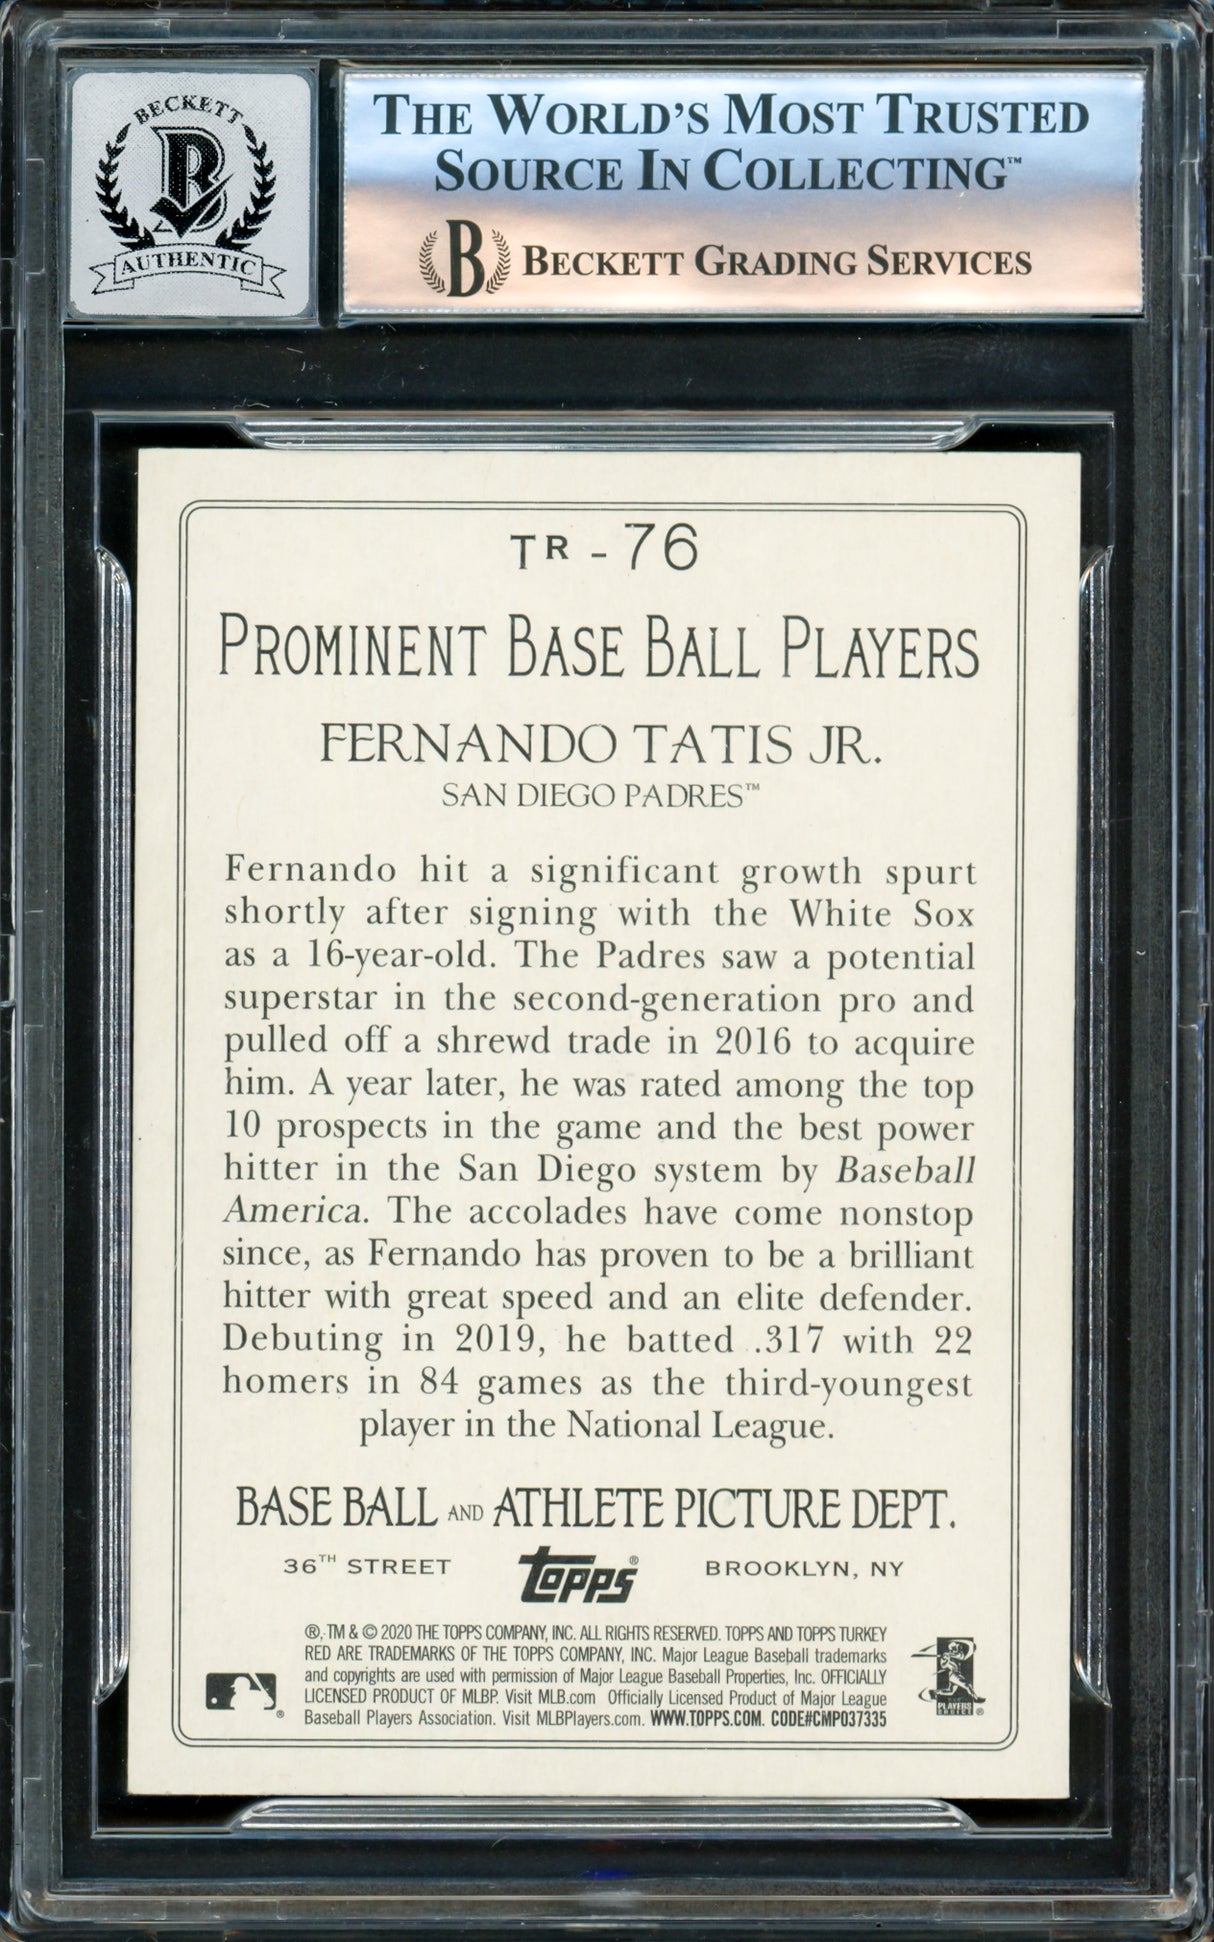 BECKETT
B
AUTHENTIC
THE WORLD'S MOST TRUSTED
SOURCE IN COLLECTING™
B BECKETT GRADING SERVICES
TR-76
PROMINENT BASE BALL PLAYERS
FERNANDO TATIS JR.
SAN DIEGO PADRES™
Fernando hit a significant growth spurt
shortly after signing with the White Sox
as a 16-year-old. The Padres saw a potential
superstar in the second-generation pro and
pulled off a shrewd trade in 2016 to acquire
him. A year later, he was rated among the top
10 prospects in the game and the best power
hitter in the San Diego system by Baseball
America. The accolades have come nonstop
since, as Fernando has proven to be a brilliant
hitter with great speed and an elite defender.
Debuting in 2019, he batted .317 with 22
homers in 84 games as the third-youngest
player in the National League.
BASE BALL AND ATHLETE PICTURE DEPT.
36TH STREET topps® BROOKLYN, NY
®, TM & © 2020 THE TOPPS COMPANY, INC. ALL RIGHTS RESERVED. TOPPS AND TOPPS TURKEY
RED ARE TRADEMARKS OF THE TOPPS COMPANY, INC. Major League Baseball trademarks
and copyrights are used with permission of Major League Baseball Properties, Inc. OFFICIALLY
LICENSED PRODUCT OF MLBP. Visit MLB.com Officially Licensed Product of Major League
Baseball Players Association. Visit MLBPlayers.com. WWW.TOPPS.COM. CODE#CMP037335
PLAYERS
CHOICE ®